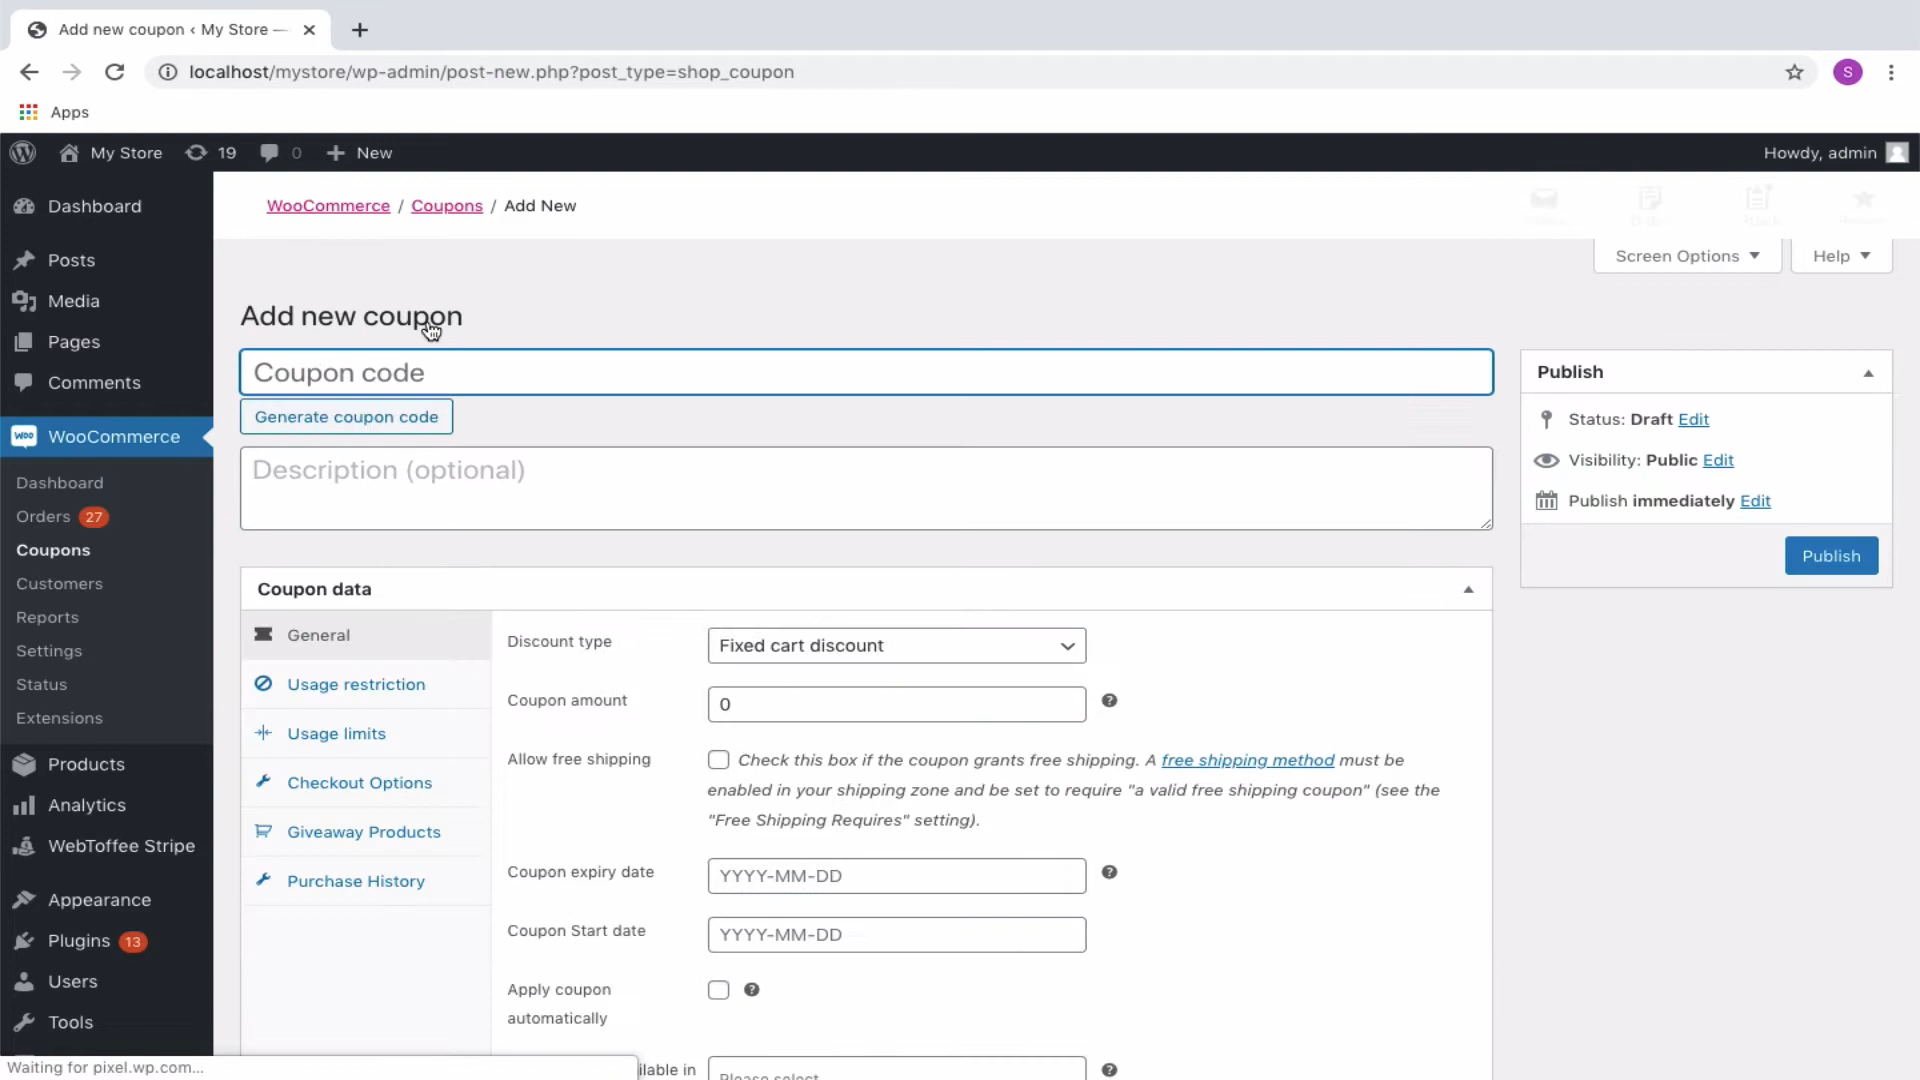 Add new coupon ‹ My Store —
localhost/mystore/wp-admin/post-new.php?post_type=shop_coupon
S
Apps
My Store
19
0
New
Howdy, admin
Dashboard
Posts
Media
Pages
Comments
WOO
WooCommerce
Dashboard
Orders 27
Coupons
Customers
Reports
Settings
Status
Extensions
Products
Analytics
WebToffee Stripe
Appearance
Plugins 13
Users
Tools
WooCommerce / Coupons / Add New
Screen Options ▼
Help ▼
Add new coupon
Coupon code
Generate coupon code
Description (optional)
Publish
Status: Draft Edit
Visibility: Public Edit
Publish immediately Edit
Publish
Coupon data
General
Usage restriction
Usage limits
Checkout Options
Giveaway Products
Purchase History
Discount type
Fixed cart discount
Coupon amount
0
Allow free shipping
Check this box if the coupon grants free shipping. A free shipping method must be
enabled in your shipping zone and be set to require "a valid free shipping coupon" (see the
"Free Shipping Requires" setting).
Coupon expiry date
YYYY-MM-DD
Coupon Start date
YYYY-MM-DD
Apply coupon
automatically
ilable in
Please select
Waiting for pixel.wp.com...